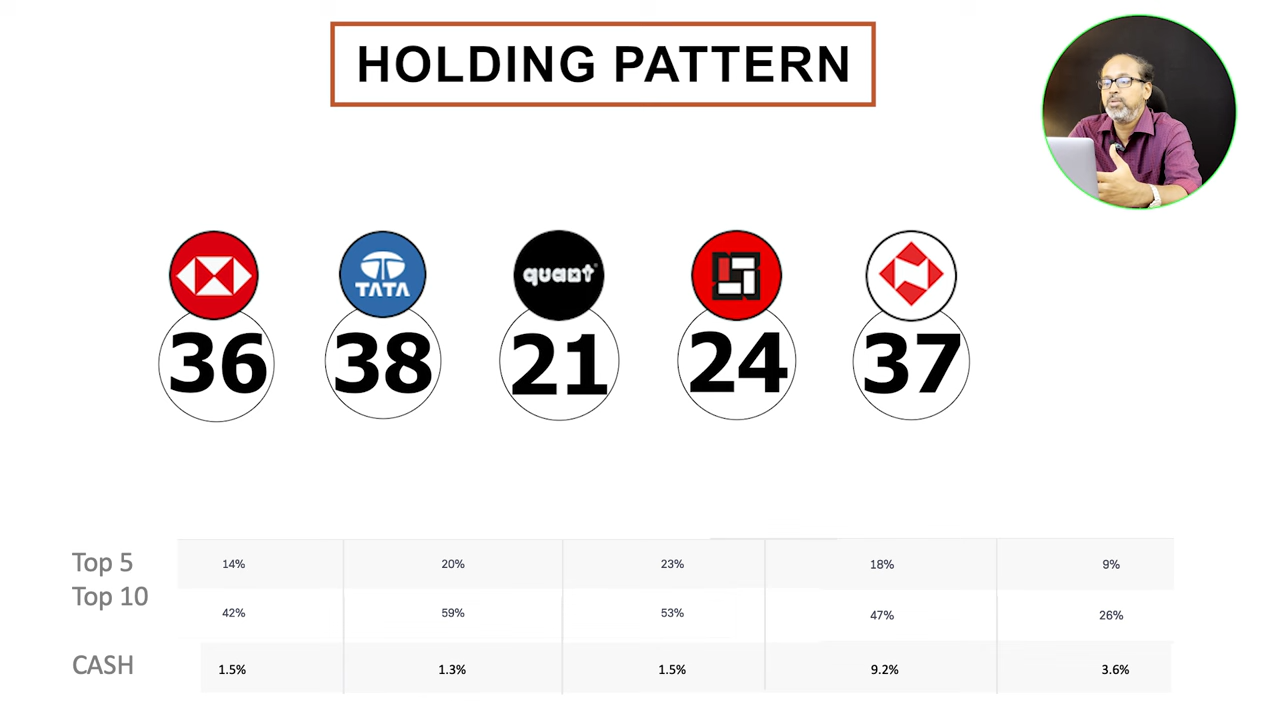 HOLDING PATTERN
TATA
quant
36 38 21 24 37
Top 5 14% 20% 23% 18% 9%
Top 10 42% 59% 53% 47% 26%
CASH 1.5% 1.3% 1.5% 9.2% 3.6%